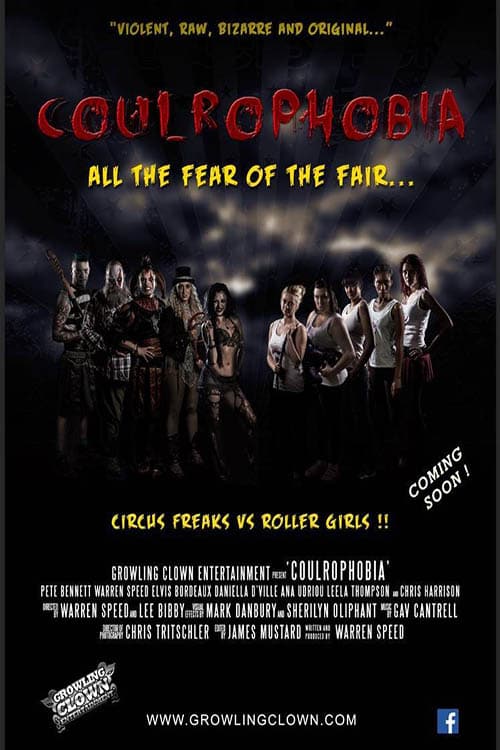 "VIOLENT, RAW, BIZARRE AND ORIGINAL..."
COULROPHOBIA
ALL THE FEAR OF THE FAIR...
COMING
SOON!
CIRCUS FREAKS VS ROLLER GIRLS !!
GROWLING CLOWN ENTERTAINMENT PRESENT 'COULROPHOBIA'
PETE BENNETT WARREN SPEED ELVIS BORDEAUX DANIELLA D'VILLE ANA UDRIOU LEELA THOMPSON AND CHRIS HARRISON
DIRECTED BY WARREN SPEED AND LEE BIBBY VISUAL EFFECTS BY MARK DANBURY AND SHERILYN OLIPHANT MUSIC BY GAV CANTRELL
DIRECTOR OF PHOTOGRAPHY CHRIS TRITSCHLER EDITED BY JAMES MUSTARD WRITTEN AND PRODUCED BY WARREN SPEED
GROWLING
CLOWN
ENTERTAINMENT
WWW.GROWLINGCLOWN.COM
f